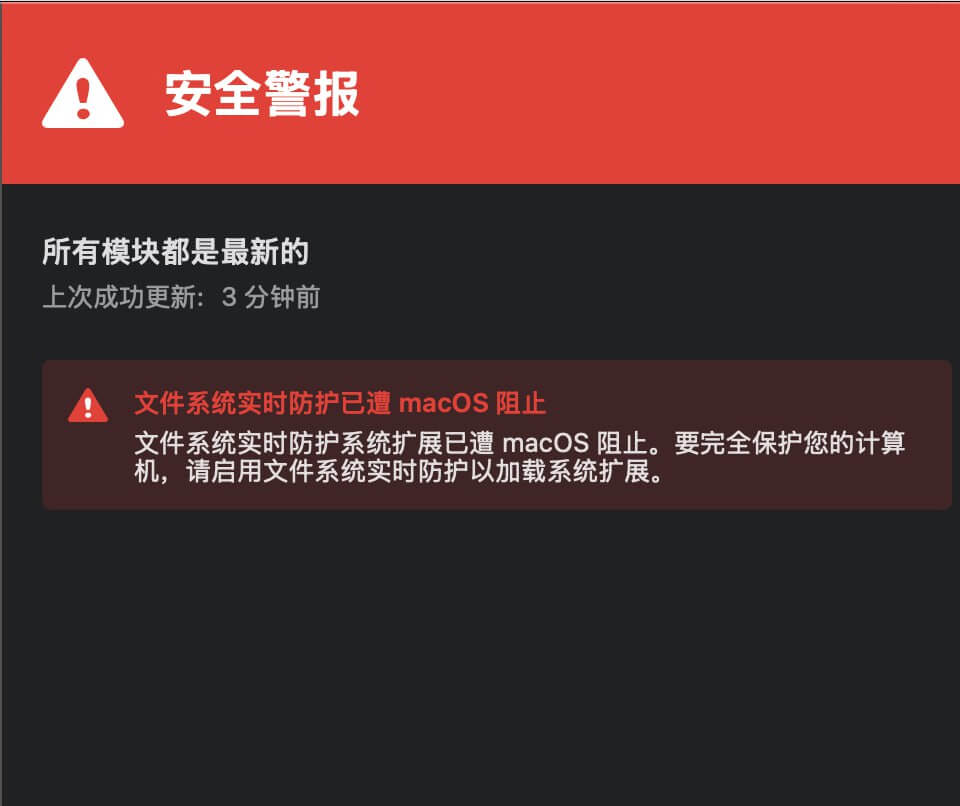 安全警报
所有模块都是最新的
上次成功更新: 3 分钟前
文件系统实时防护已遭 macOS 阻止
文件系统实时防护系统扩展已遭 macOS 阻止。要完全保护您的计算
机，请启用文件系统实时防护以加载系统扩展。